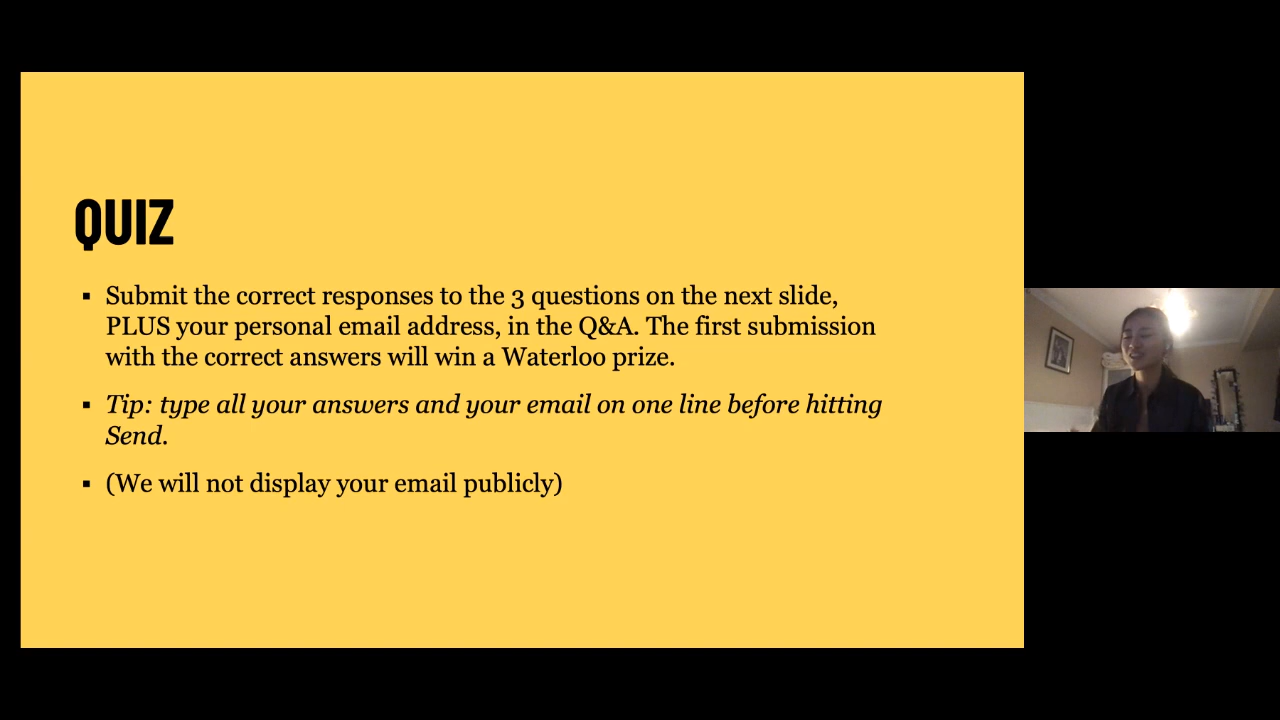 QUIZ
▪ Submit the correct responses to the 3 questions on the next slide,
PLUS your personal email address, in the Q&A. The first submission
with the correct answers will win a Waterloo prize.
▪ Tip: type all your answers and your email on one line before hitting
Send.
▪ (We will not display your email publicly)